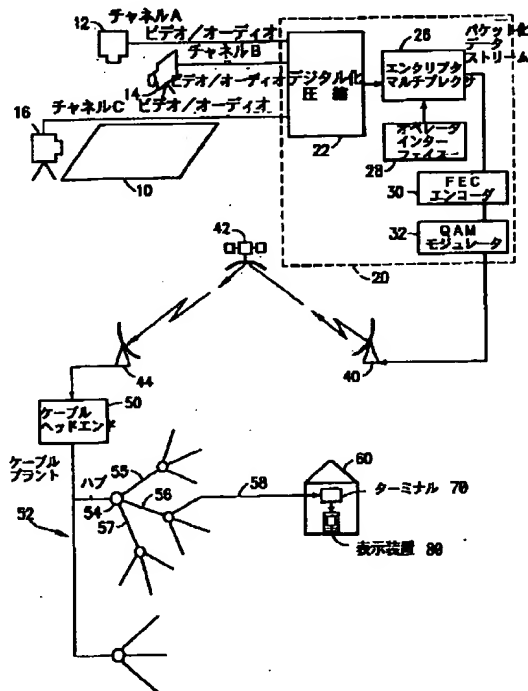 チャネルA
12
ビデオ/オーディオ
チャネルB
14
ビデオ/オーディオ
チャネルC
ビデオ/オーディオ
16
10
デジタル化
圧縮
22
26
エンクリプタ
マルチプレクサ
パケット化
データ
ストリーム
オペレータ
インター
フェイス
28
FEC
エンコーダ
30
QAM
モジュレータ
32
20
42
40
44
50
ケーブル
ヘッドエンド
ケーブル
プラント
52
ハブ
54
55
56
57
58
60
ターミナル 70
表示装置 80